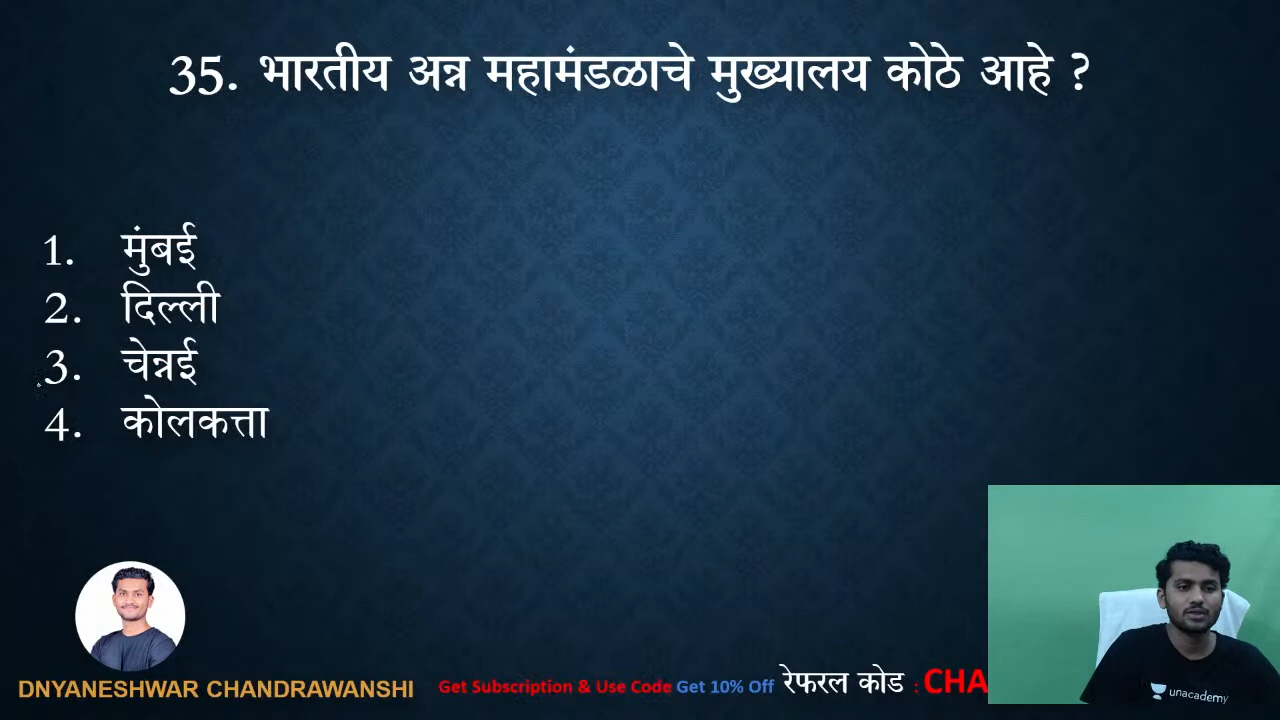 35. भारतीय अन्न महामंडळाचे मुख्यालय कोठे आहे ?
1. मुंबई
2. दिल्ली
3. चेन्नई
4. कोलकत्ता
DNYANESHWAR CHANDRAWANSHI
Get Subscription & Use Code Get 10% Off रेफरल कोड : CHA
unacademy